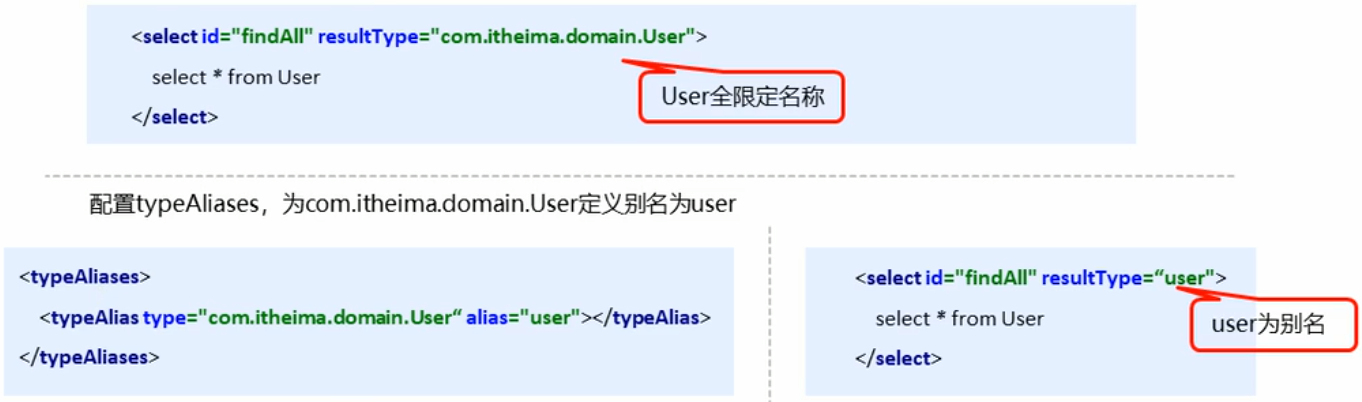 <select id="findAll" resultType="com.itheima.domain.User">
select * from User
</select>
User全限定名称
配置typeAliases，为com.itheima.domain.User定义别名为user
<typeAliases>
<typeAlias type="com.itheima.domain.User“ alias="user"></typeAlias>
</typeAliases>
<select id="findAll" resultType=“user">
select * from User
</select>
user为别名